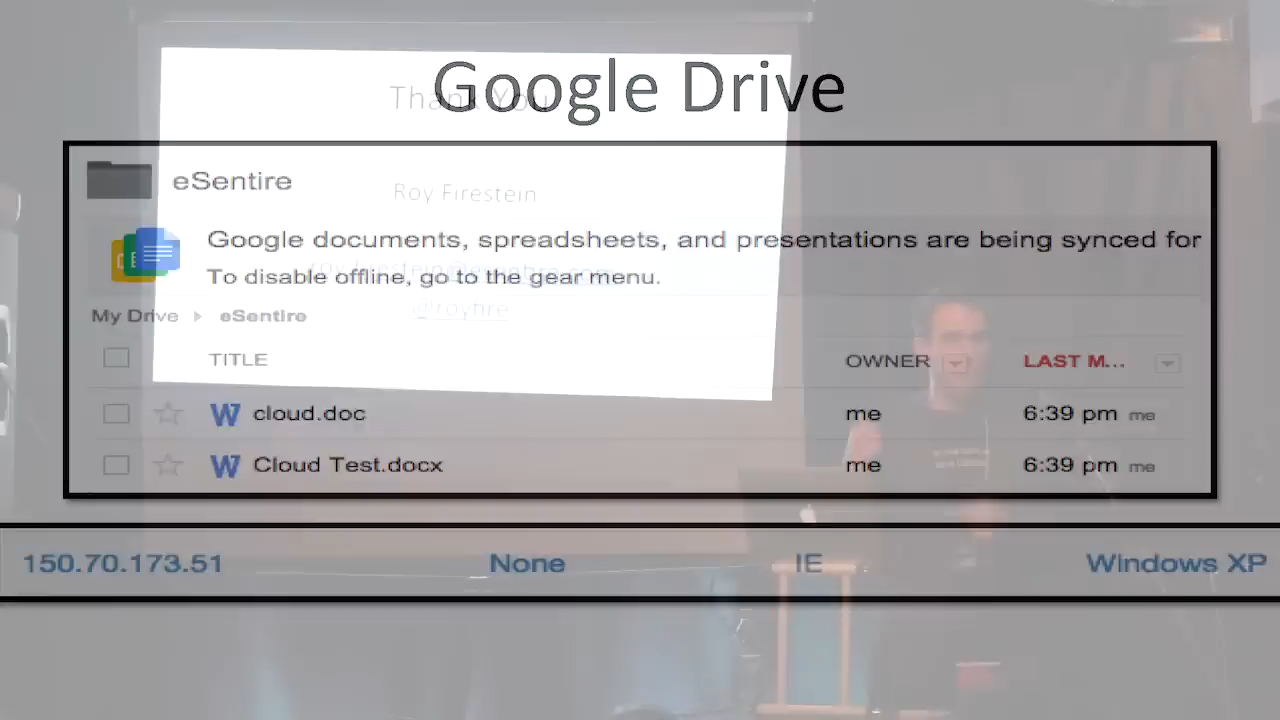 Google Drive
Thank You
eSentire
Roy Firestein
Google documents, spreadsheets, and presentations are being synced for
To disable offline, go to the gear menu.
@royfire
My Drive eSentire
TITLE OWNER LAST M...
cloud.doc me 6:39 pm me
Cloud Test.docx me 6:39 pm me
150.70.173.51 None IE Windows XP